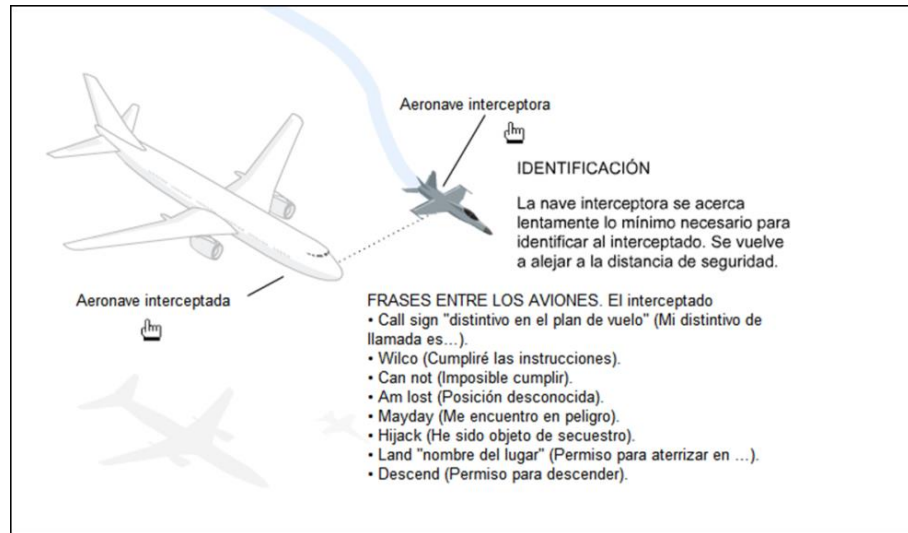 Aeronave interceptora
IDENTIFICACIÓN
La nave interceptora se acerca
lentamente lo mínimo necesario para
identificar al interceptado. Se vuelve
a alejar a la distancia de seguridad.
Aeronave interceptada
FRASES ENTRE LOS AVIONES. El interceptado
• Call sign "distintivo en el plan de vuelo" (Mi distintivo de
llamada es...).
• Wilco (Cumpliré las instrucciones).
• Can not (Imposible cumplir).
• Am lost (Posición desconocida).
• Mayday (Me encuentro en peligro).
• Hijack (He sido objeto de secuestro).
• Land "nombre del lugar" (Permiso para aterrizar en ...).
• Descend (Permiso para descender).